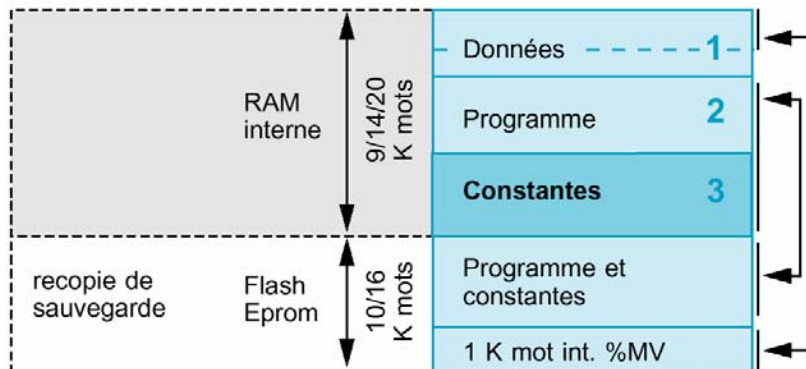 Données 1
RAM
interne
9/14/20
K mots
Programme 2
Constantes 3
recopie de
sauvegarde
Flash
Eprom
10/16
K mots
Programme et
constantes
1 K mot int. %MV